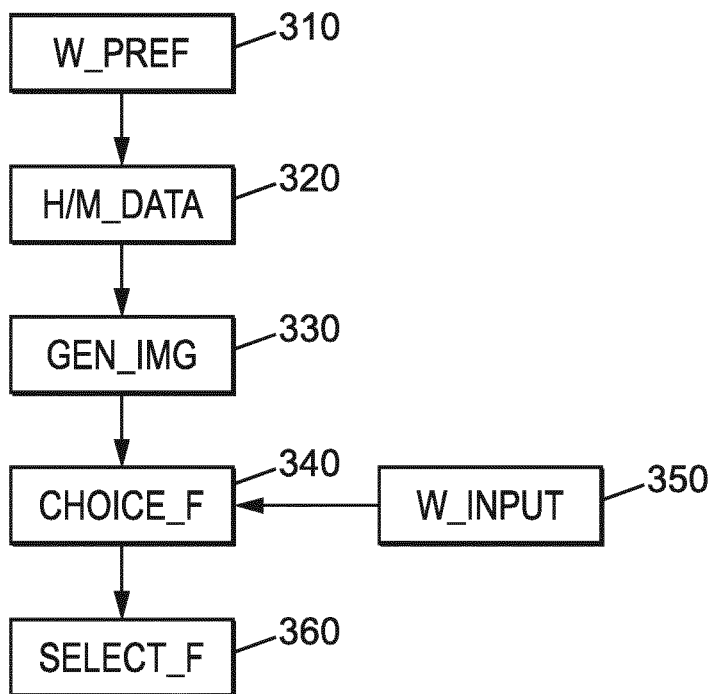 W_PREF 310
H/M_DATA 320
GEN_IMG 330
CHOICE_F 340
W_INPUT 350
SELECT_F 360